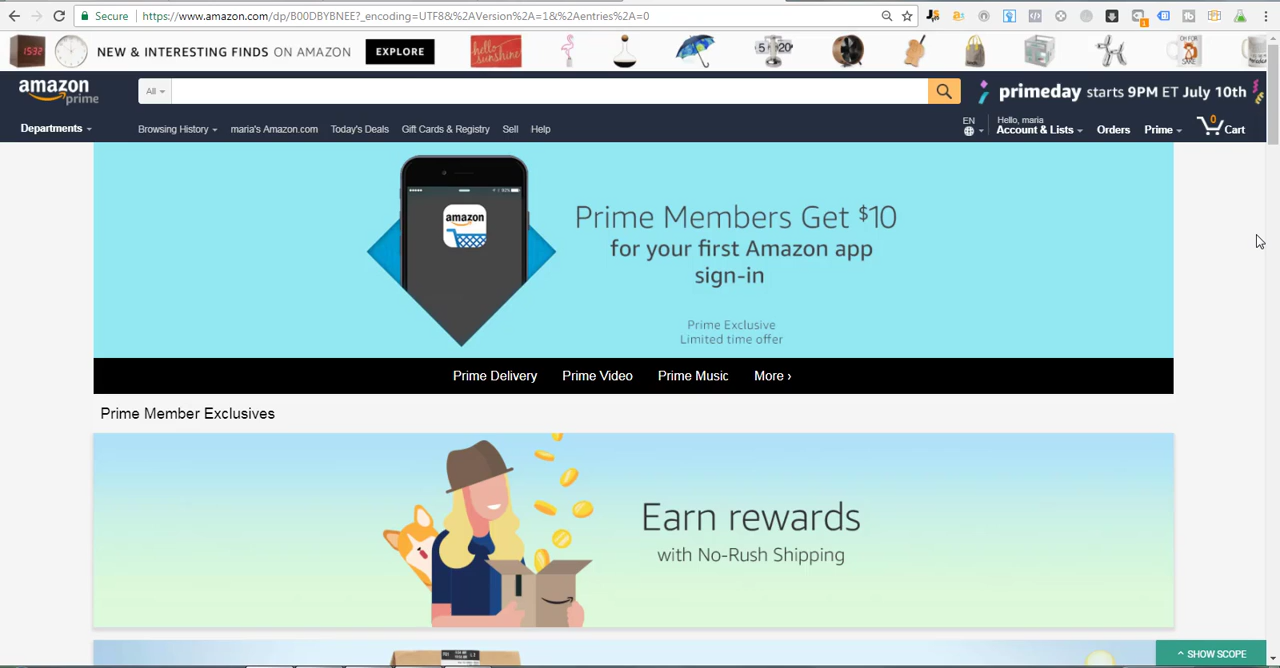 Secure
https://www.amazon.com/dp/B00DBYBNEE?_encoding=UTF8&%2AVersion%2A=1&%2Aentries%2A=0
NEW & INTERESTING FINDS ON AMAZON
EXPLORE
hello sunshine
amazon
prime
All
primeday starts 9PM ET July 10th
Departments
Browsing History
maria's Amazon.com
Today's Deals
Gift Cards & Registry
Sell
Help
EN
Hello, maria
Account & Lists
Orders
Prime
0
Cart
amazon
Prime Members Get $10
for your first Amazon app
sign-in
Prime Exclusive
Limited time offer
Prime Delivery
Prime Video
Prime Music
More ›
Prime Member Exclusives
Earn rewards
with No-Rush Shipping
SHOW SCOPE